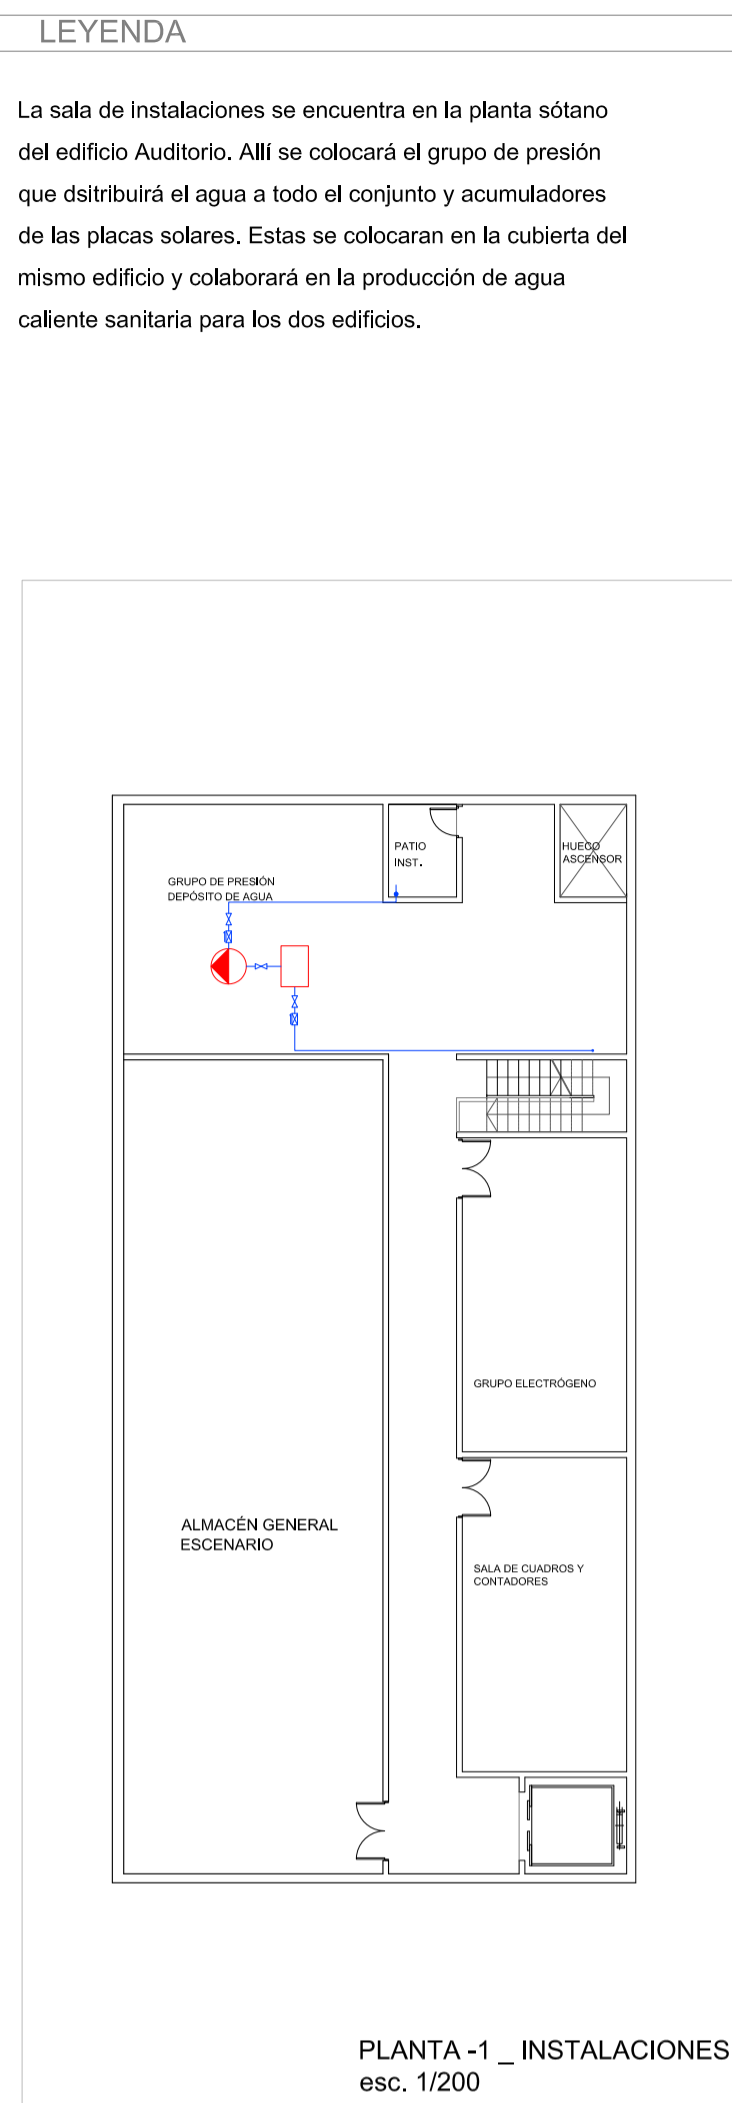 LEYENDA
La sala de instalaciones se encuentra en la planta sótano
del edificio Auditorio. Allí se colocará el grupo de presión
que dsitribuirá el agua a todo el conjunto y acumuladores
de las placas solares. Estas se colocaran en la cubierta del
mismo edificio y colaborará en la producción de agua
caliente sanitaria para los dos edificios.
PATIO
INST.
HUECO
ASCENSOR
GRUPO DE PRESIÓN
DEPÓSITO DE AGUA
GRUPO ELECTRÓGENO
ALMACÉN GENERAL
ESCENARIO
SALA DE CUADROS Y
CONTADORES
PLANTA -1 _ INSTALACIONES
esc. 1/200